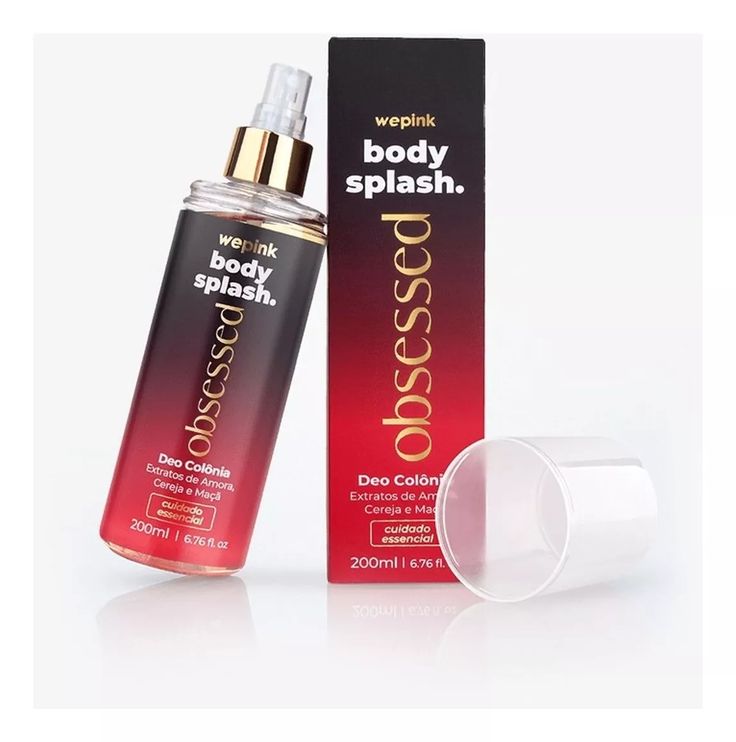 wepink
body
splash.
obsessed
Deo Colônia
Extratos de Amora,
Cereja e Maçã
cuidado
essencial
200ml | 6.76 fl. oz
wepink
body
splash.
obsessed
Deo Colôni
Extratos de Am
Cereja e Maç
cuidado
essencial
200ml | 6.76 fl.